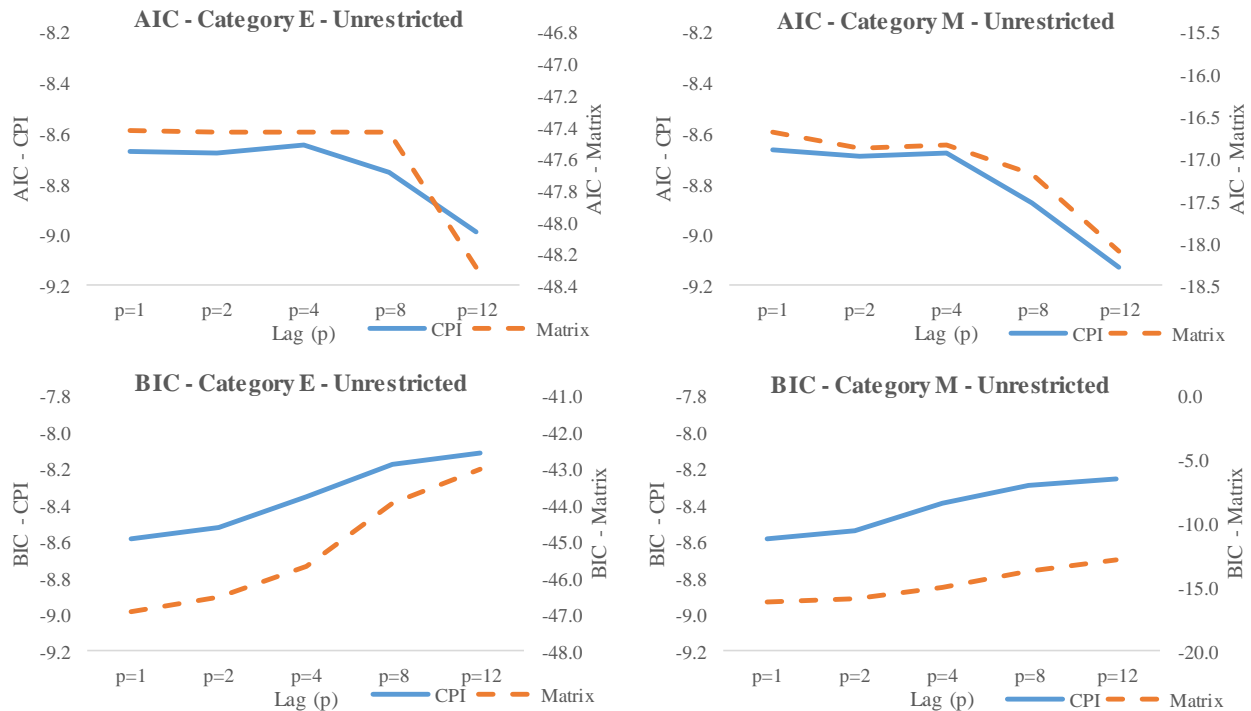 AIC - Category E - Unrestricted
AIC - CPI
-8.2
-8.4
-8.6
-8.8
-9.0
-9.2
-46.8
-47.0
-47.2
-47.4
-47.6
-47.8
-48.0
-48.2
-48.4
AIC - Matrix
p=1 p=2 p=4 p=8 p=12
Lag (p)
CPI Matrix
AIC - Category M - Unrestricted
AIC - CPI
-8.2
-8.4
-8.6
-8.8
-9.0
-9.2
-15.5
-16.0
-16.5
-17.0
-17.5
-18.0
-18.5
AIC - Matrix
p=1 p=2 p=4 p=8 p=12
Lag (p)
CPI Matrix
BIC - Category E - Unrestricted
BIC - CPI
-7.8
-8.0
-8.2
-8.4
-8.6
-8.8
-9.0
-9.2
-41.0
-42.0
-43.0
-44.0
-45.0
-46.0
-47.0
-48.0
BIC - Matrix
p=1 p=2 p=4 p=8 p=12
Lag (p)
CPI Matrix
BIC - Category M - Unrestricted
BIC - CPI
-7.8
-8.0
-8.2
-8.4
-8.6
-8.8
-9.0
-9.2
0.0
-5.0
-10.0
-15.0
-20.0
BIC - Matrix
p=1 p=2 p=4 p=8 p=12
Lag (p)
CPI Matrix